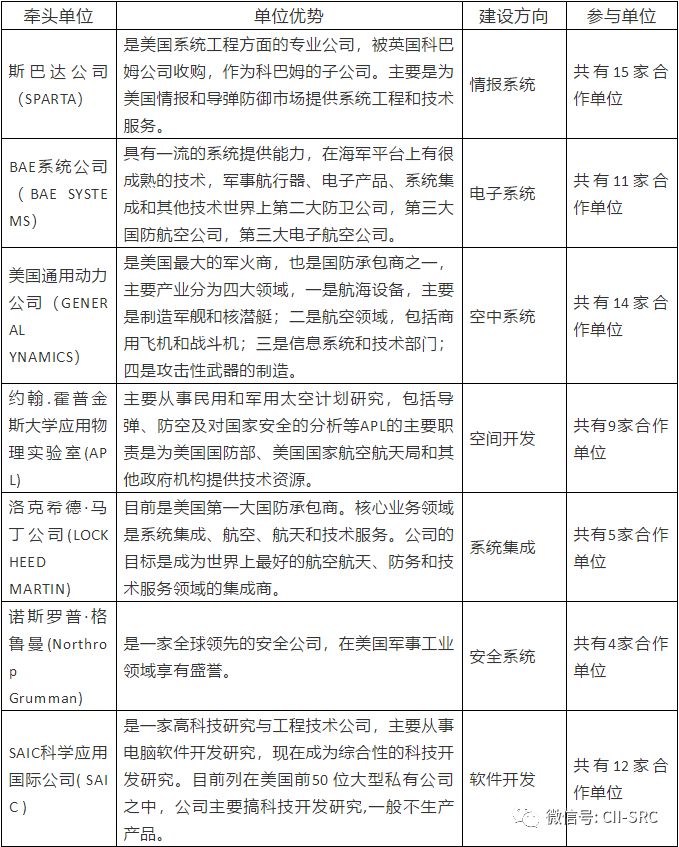 牵头单位 单位优势 建设方向 参与单位
斯巴达公司
（SPARTA）
是美国系统工程方面的专业公司，被英国科巴
姆公司收购，作为科巴姆的子公司。主要是为
美国情报和导弹防御市场提供系统工程和技术
服务。
情报系统
共有15家合
作单位
BAE系统公司
（BAE SYSTE
MS）
具有一流的系统提供能力，在海军平台上有很
成熟的技术，军事航行器、电子产品、系统集
成和其他技术世界上第二大防卫公司，第三大
国防航空公司，第三大电子航空公司。
电子系统
共有11家合
作单位
美国通用动力
公司（GENER
AL
YNAMICS）
是美国最大的军火商，也是国防承包商之一，
主要产业分为四大领域，一是航海设备，主要
是制造军舰和核潜艇；二是航空领域，包括商
用飞机和战斗机；三是信息系统和技术部门；
四是攻击性武器的制造。
空中系统
共有14家合
作单位
约翰.霍普金
斯大学应用物
理实验室(AP
L)
主要从事民用和军用太空计划研究，包括导
弹、防空及对国家安全的分析等APL的主要职
责是为美国国防部、美国国家航空航天局和其
他政府机构提供技术资源。
空间开发
共有9家合作
单位
洛克希德·马
丁公司(LOCK
HEED
MARTIN)
目前是美国第一大国防承包商。核心业务领域
是系统集成、航空、航天和技术服务。公司的
目标是成为世界上最好的航空航天、防务和技
术服务领域的集成商。
系统集成
共有5家合作
单位
诺斯罗普·格
鲁曼(Northro
p
Grumman)
是一家全球领先的安全公司，在美国军事工业
领域享有盛誉。
安全系统
共有4家合作
单位
SAIC科学应用
国际公司( SAI
C )
是一家高科技研究与工程技术公司，主要从事
电脑软件开发研究，现在成为综合性的科技开
发研究。目前列在美国前50 位大型私有公司
之中，公司主要搞科技开发研究,一般不生产
产品。
软件开发
共有12家合
作单位
微信号: CII-SRC